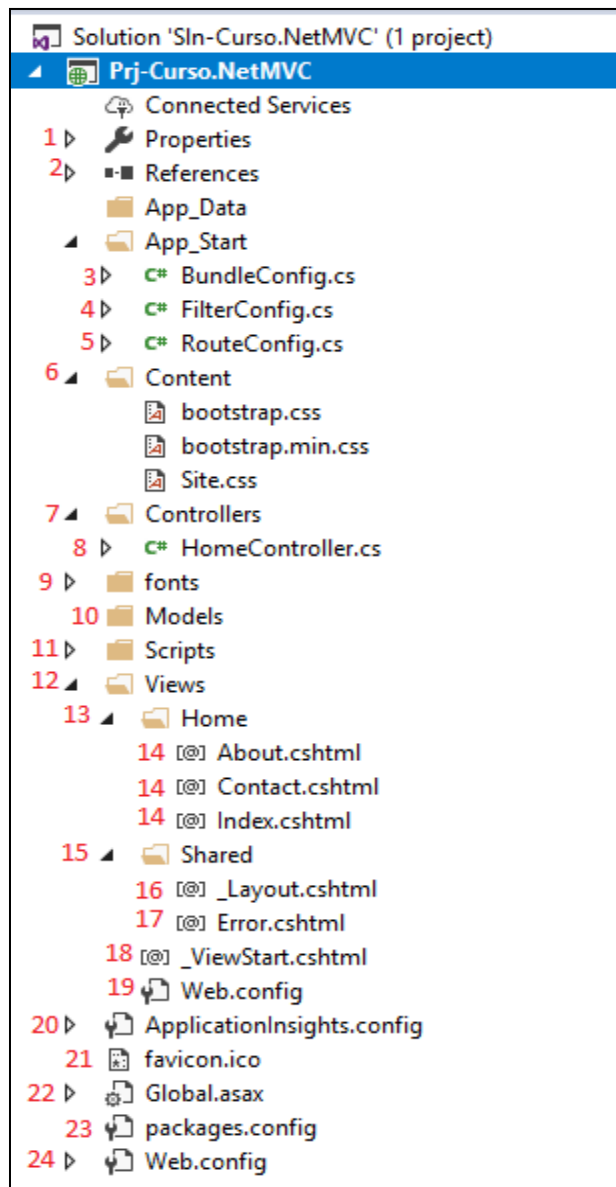 Solution 'Sln-Curso.NetMVC' (1 project)
Prj-Curso.NetMVC
Connected Services
1 Properties
2 References
App_Data
App_Start
3 C# BundleConfig.cs
4 C# FilterConfig.cs
5 C# RouteConfig.cs
6 Content
bootstrap.css
bootstrap.min.css
Site.css
7 Controllers
8 C# HomeController.cs
9 fonts
10 Models
11 Scripts
12 Views
13 Home
14 [@] About.cshtml
14 [@] Contact.cshtml
14 [@] Index.cshtml
15 Shared
16 [@] _Layout.cshtml
17 [@] Error.cshtml
18 [@] _ViewStart.cshtml
19 Web.config
20 ApplicationInsights.config
21 favicon.ico
22 Global.asax
23 packages.config
24 Web.config